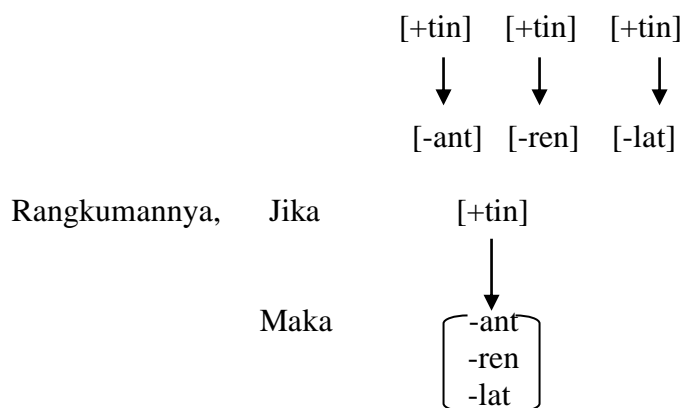 [+tin] [+tin] [+tin]
[-ant] [-ren] [-lat]
Rangkumannya, Jika [+tin]
Maka -ant
-ren
-lat